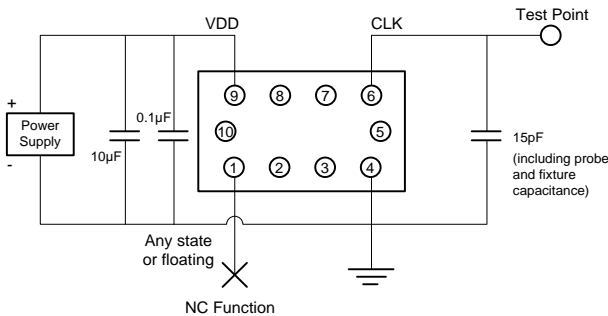 VDD
CLK
Test Point
+
Power
Supply
-
10µF
0.1µF
9
8
7
6
10
5
1
2
3
4
15pF
(including probe
and fixture
capacitance)
Any state
or floating
NC Function